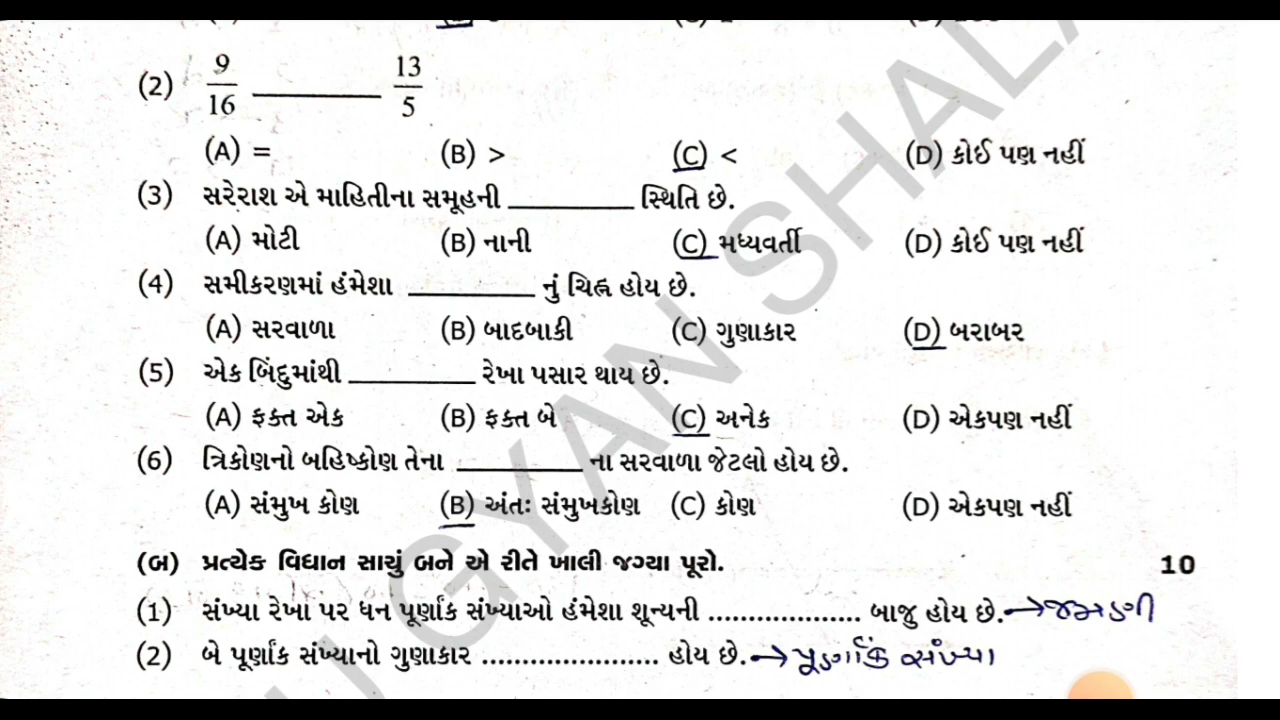 (2) 9/16 ________ 13/5
(A) = (B) > (C) < (D) કોઈ પણ નહીં
(3) સરેરાશ એ માહિતીના સમૂહની ________ સ્થિતિ છે.
(A) મોટી (B) નાની (C) મધ્યવર્તી (D) કોઈ પણ નહીં
(4) સમીકરણમાં હંમેશા ________ નું ચિહ્ન હોય છે.
(A) સરવાળા (B) બાદબાકી (C) ગુણાકાર (D) બરાબર
(5) એક બિંદુમાંથી ________ રેખા પસાર થાય છે.
(A) ફક્ત એક (B) ફક્ત બે (C) અનેક (D) એકપણ નહીં
(6) ત્રિકોણનો બહિષ્કોણ તેના ________ ના સરવાળા જેટલો હોય છે.
(A) સંમુખ કોણ (B) અંતઃ સંમુખકોણ (C) કોણ (D) એકપણ નહીં
(બ) પ્રત્યેક વિધાન સાચું બને એ રીતે ખાલી જગ્યા પૂરો. 10
(1) સંખ્યા રેખા પર ધન પૂર્ણાંક સંખ્યાઓ હંમેશા શૂન્યની ................... બાજુ હોય છે. → જમણી
(2) બે પૂર્ણાંક સંખ્યાનો ગુણાકાર ...................... હોય છે. → પૂર્ણાંક સંખ્યા
GYAN SHALA